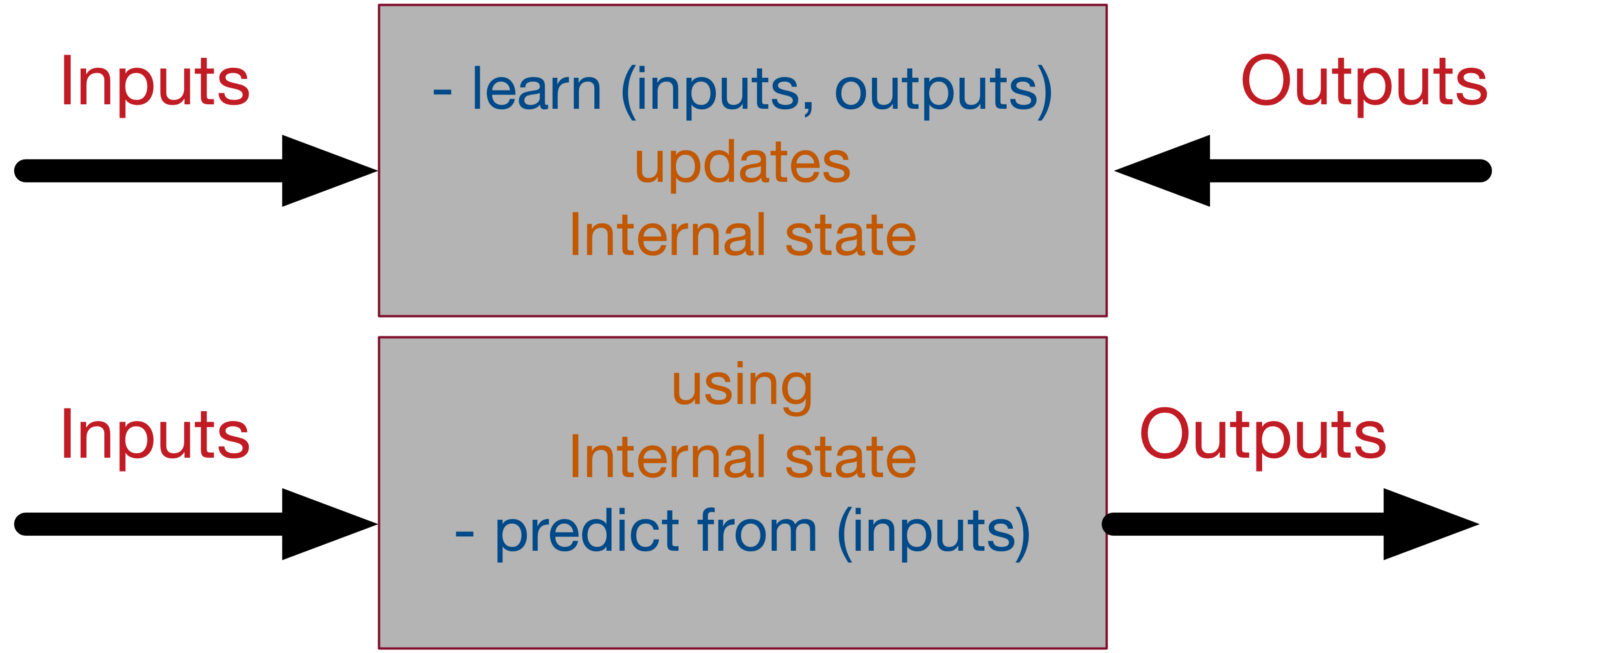 Inputs
- learn (inputs, outputs)
updates
Internal state
Outputs
Inputs
using
Internal state
- predict from (inputs)
Outputs